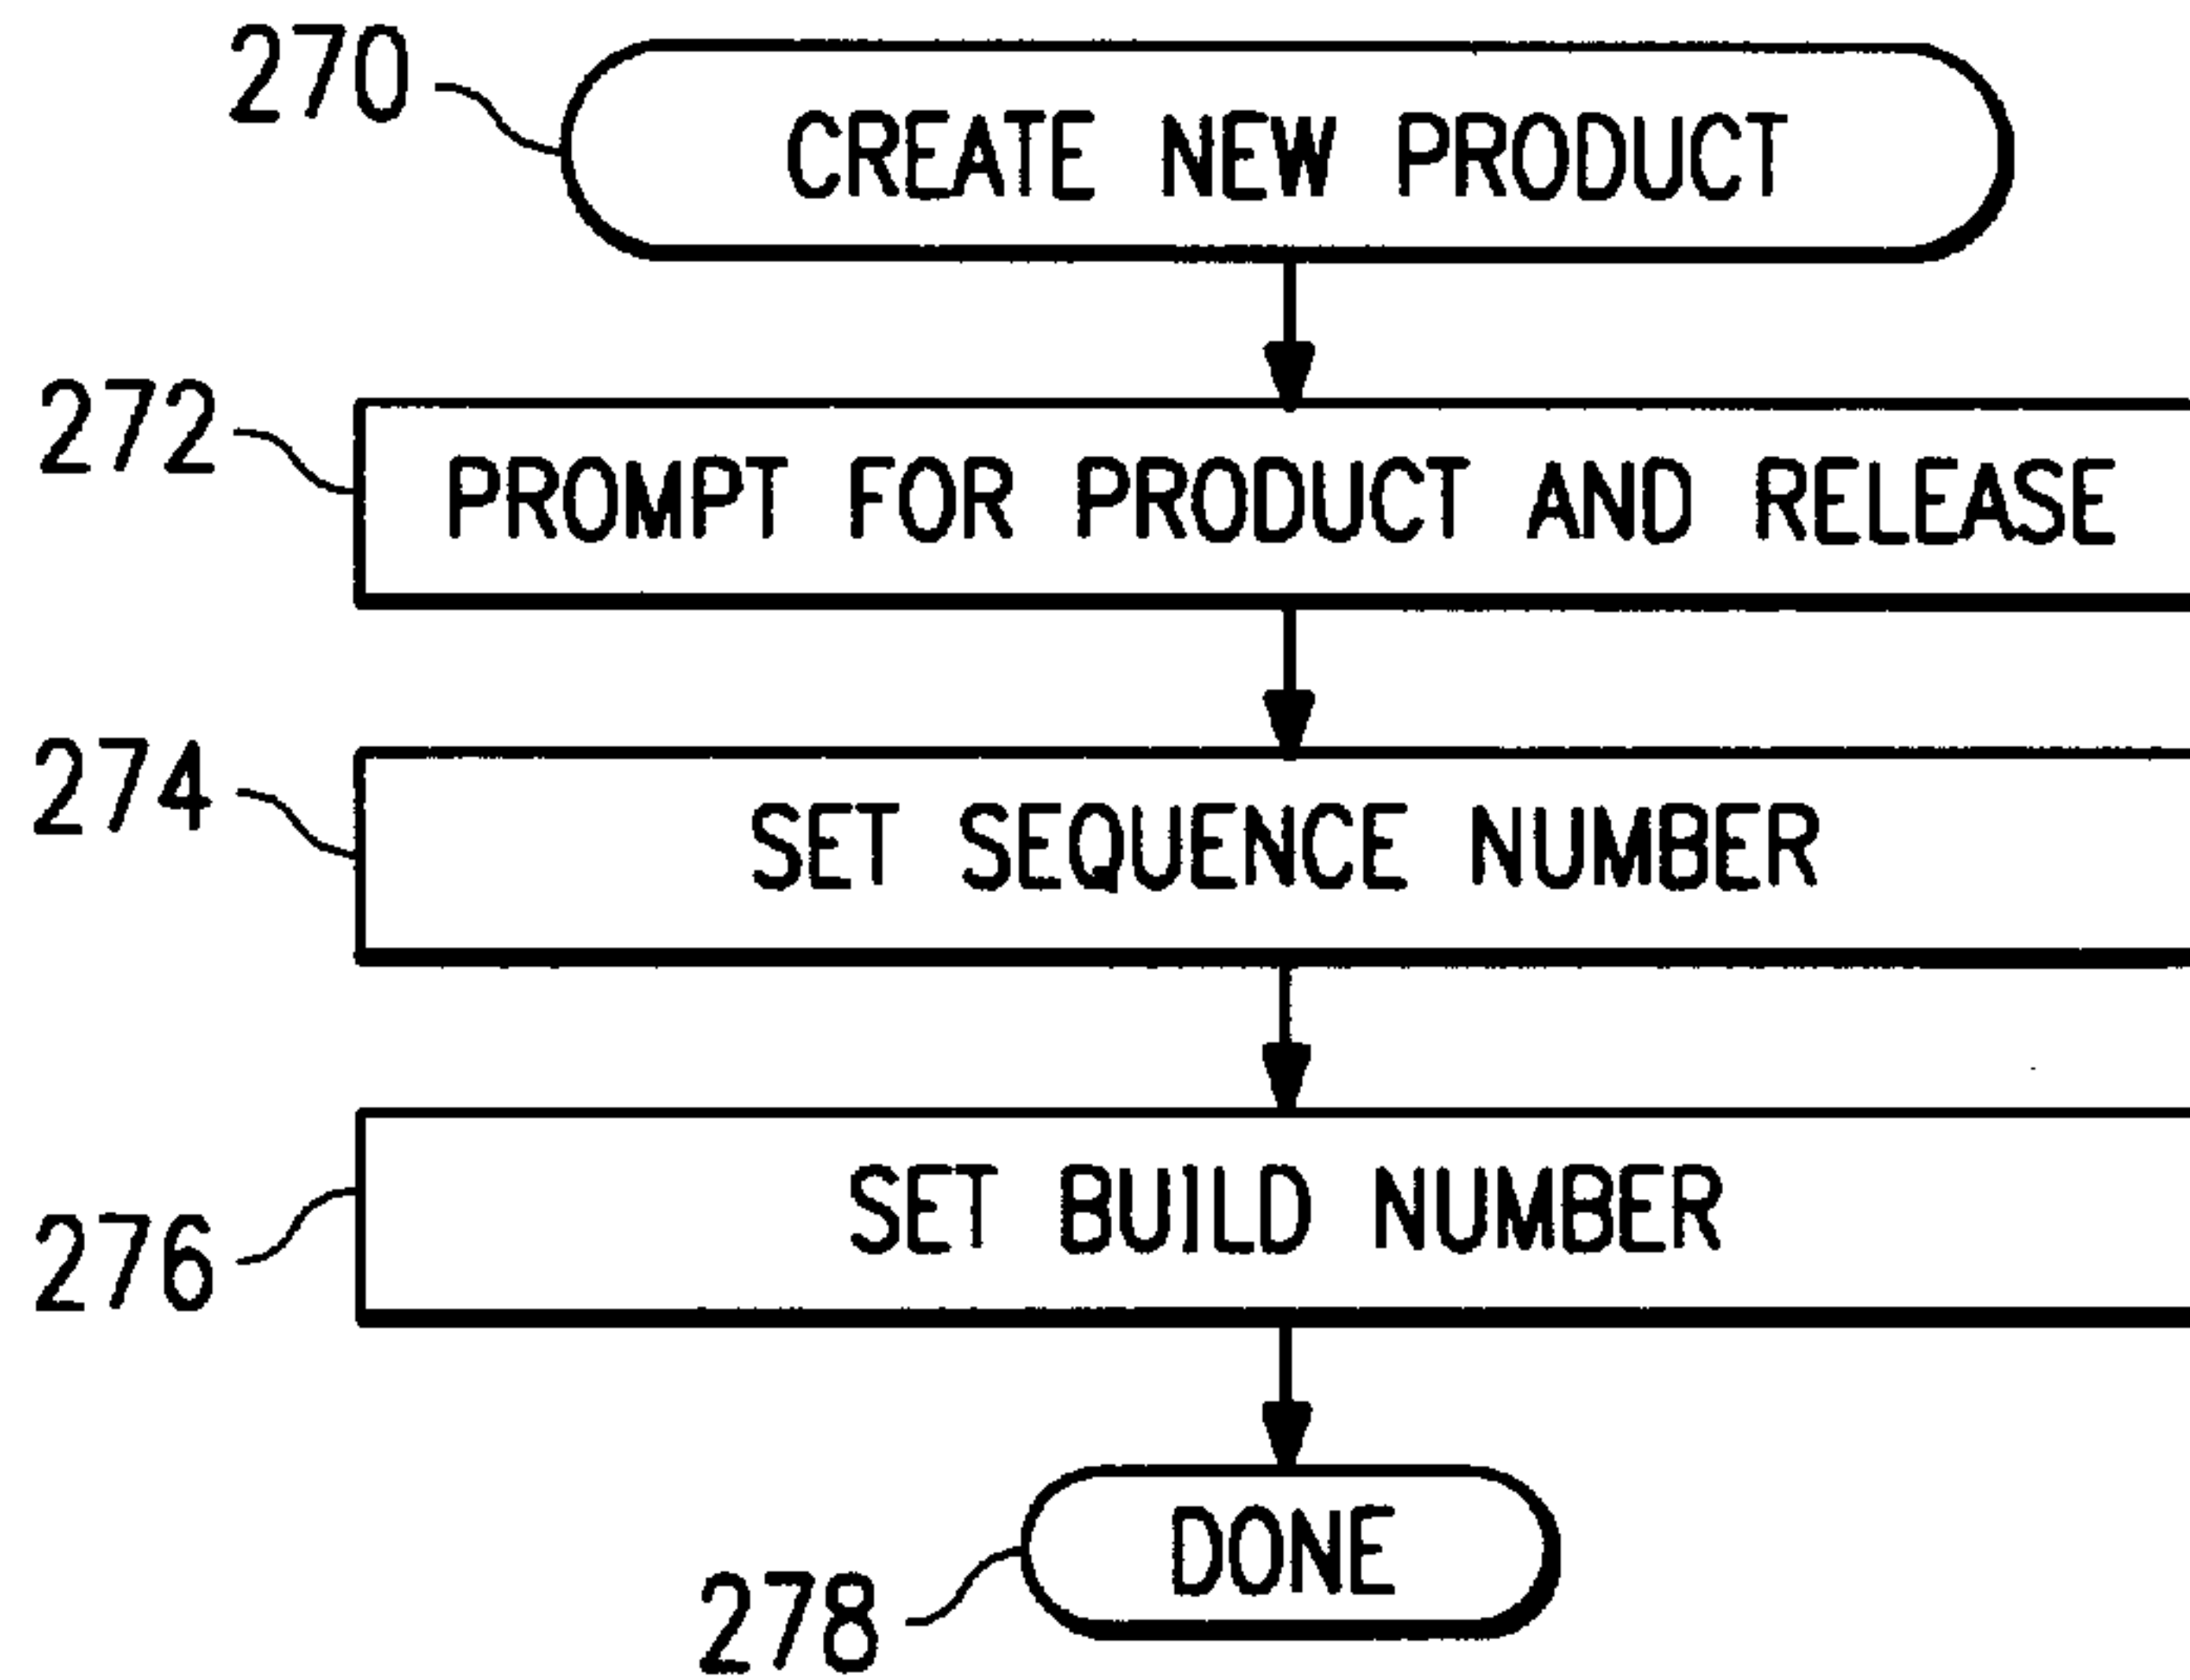 270
CREATE NEW PRODUCT
272
PROMPT FOR PRODUCT AND RELEASE
274
SET SEQUENCE NUMBER
276
SET BUILD NUMBER
278
DONE